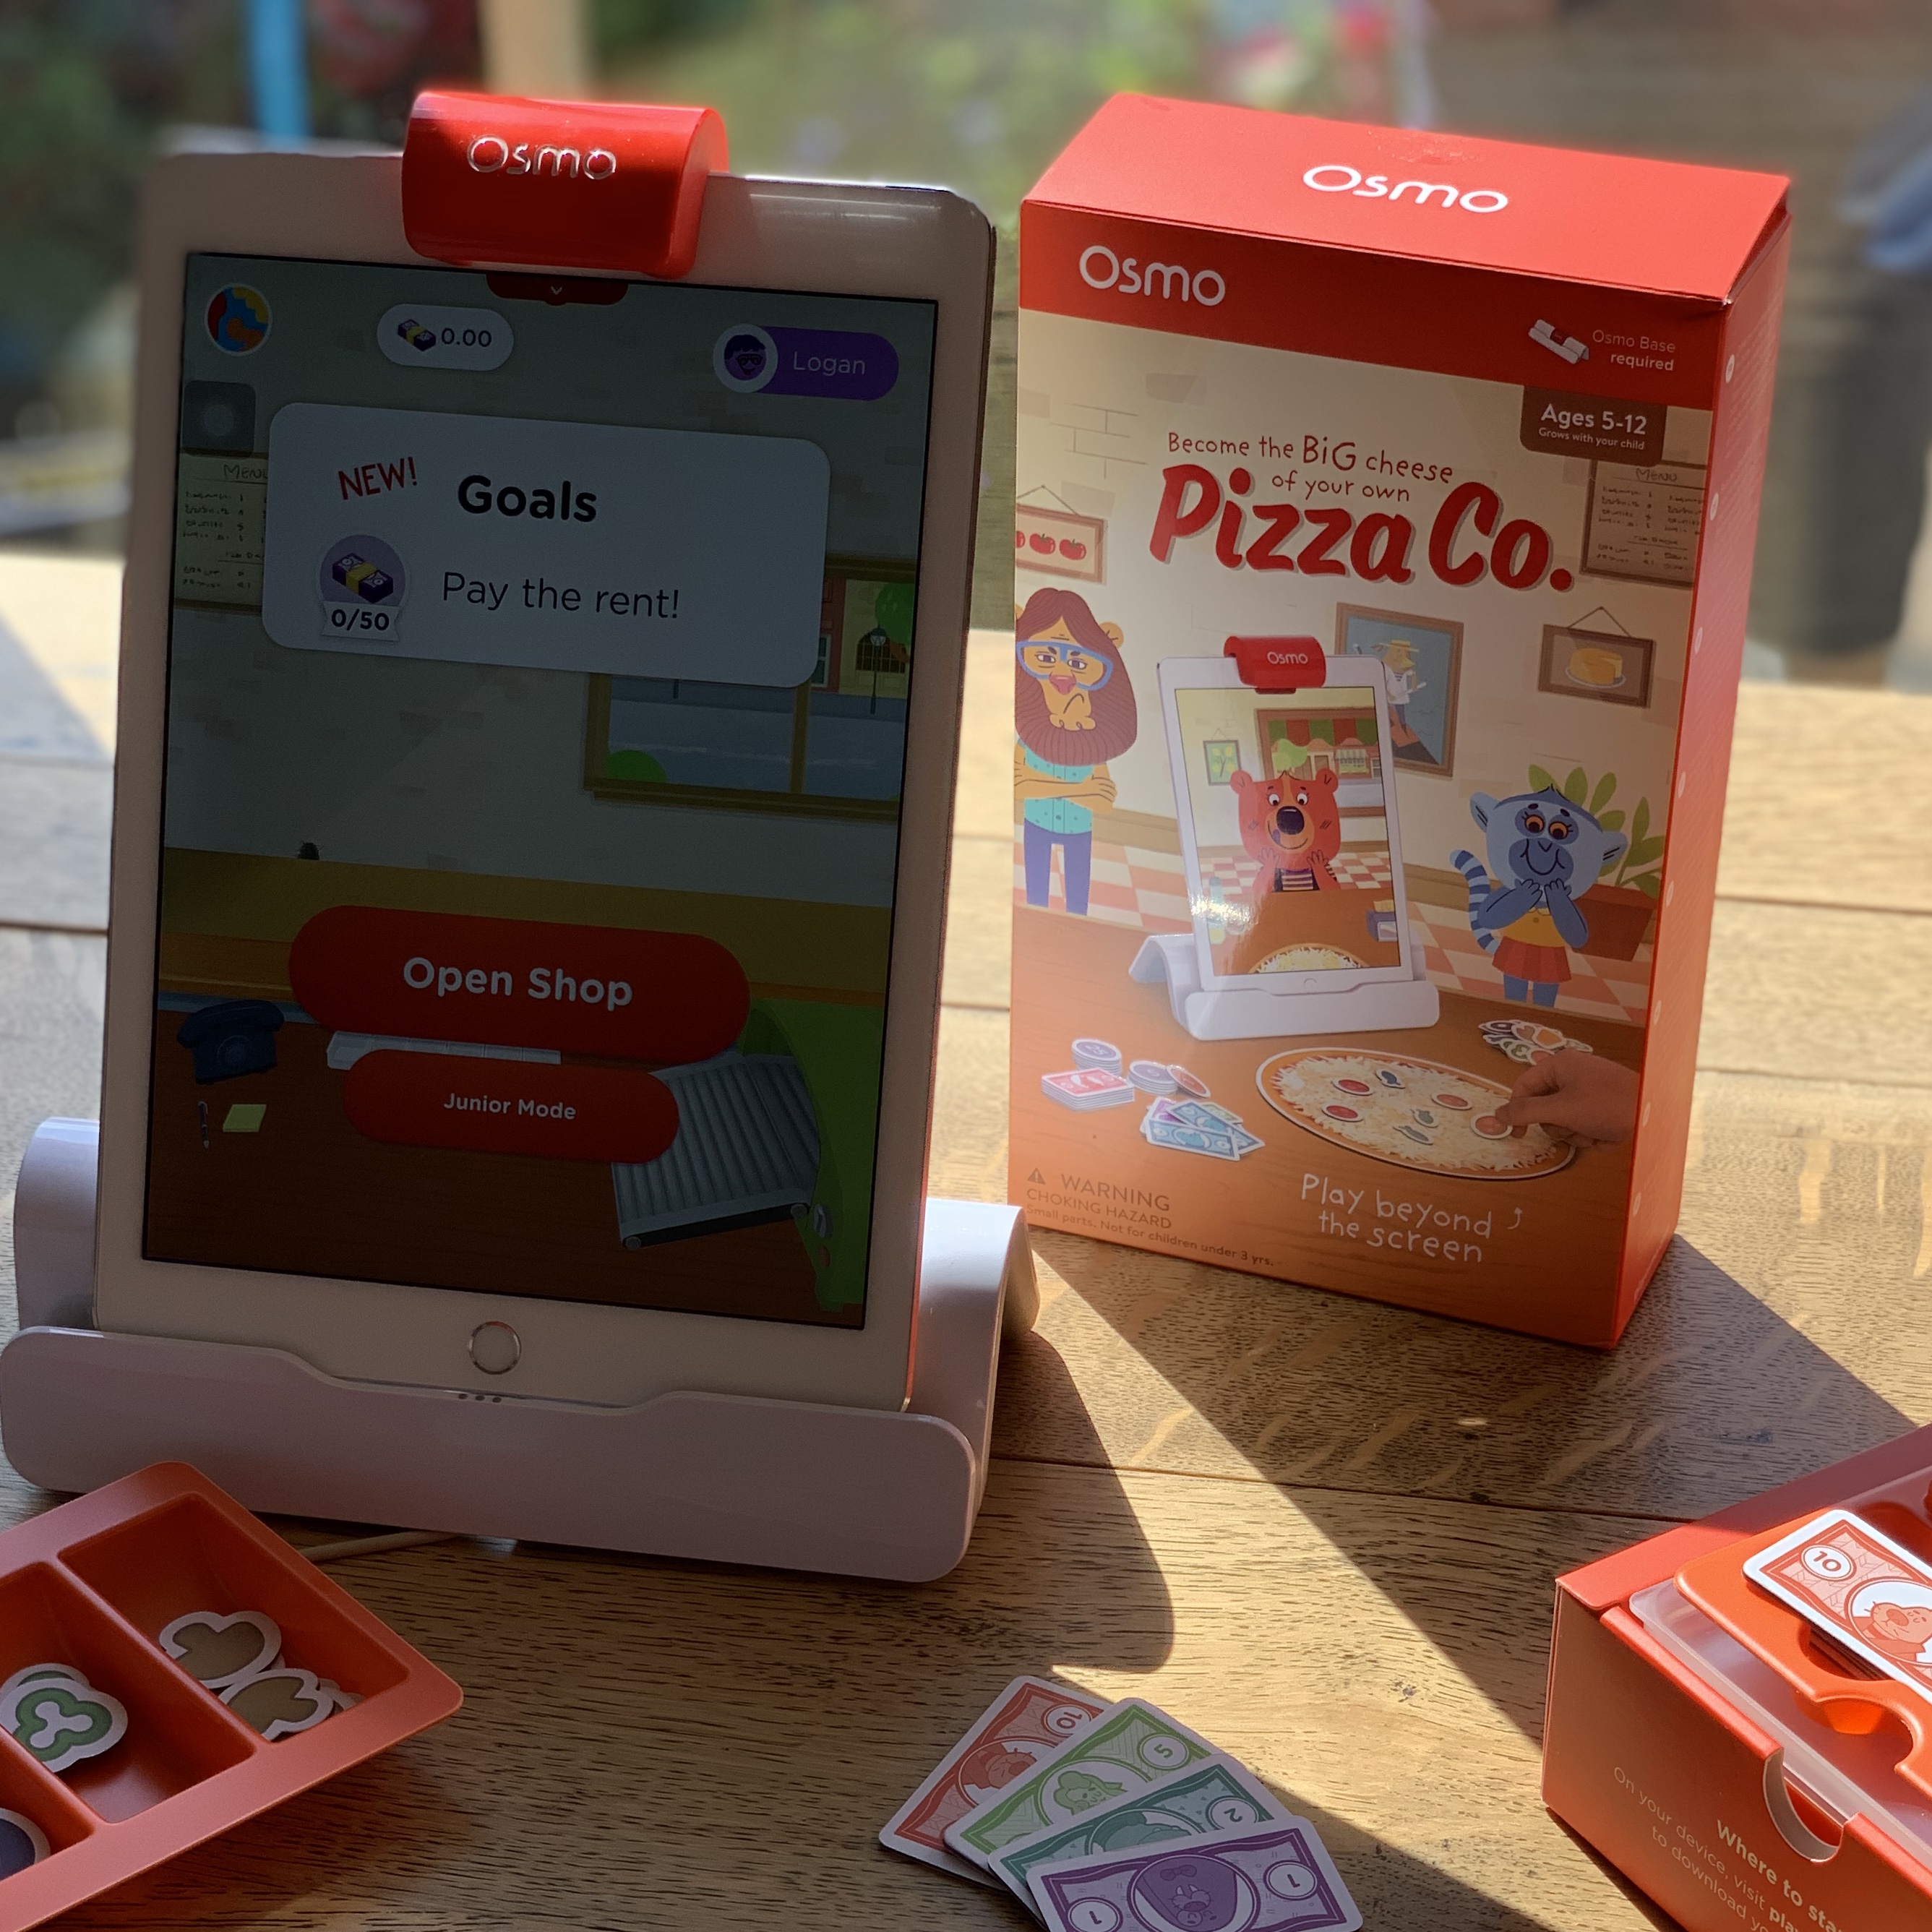 Osmo
0.00
Logan
MENU
NEW!
Goals
0/50
Pay the rent!
Open Shop
Junior Mode
Osmo
Osmo
Osmo Base
required
Ages 5-12
Grows with your child
Become the BiG cheese
of your own
Pizza Co.
MENU
Osmo
WARNING
CHOKING HAZARD
Small parts. Not for children under 3 yrs.
Play beyond
the screen
10
5
2
1
1
10
Where to sta
On your device, visit pla
to download yo